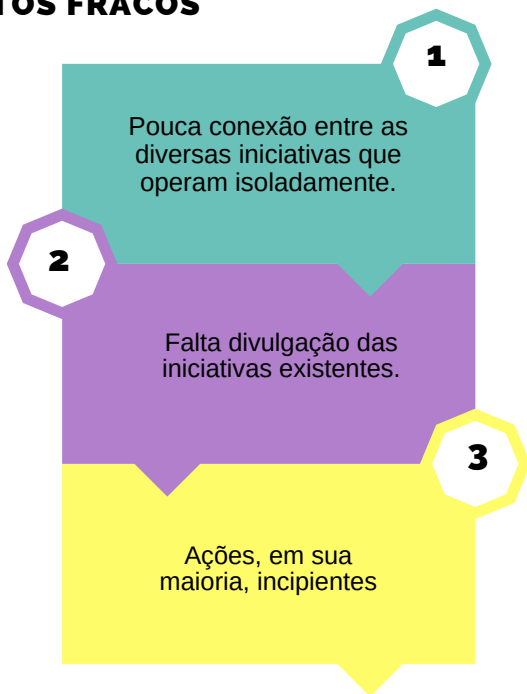 TOS FRACOS
1
Pouca conexão entre as
diversas iniciativas que
operam isoladamente.
2
Falta divulgação das
iniciativas existentes.
3
Ações, em sua
maioria, incipientes